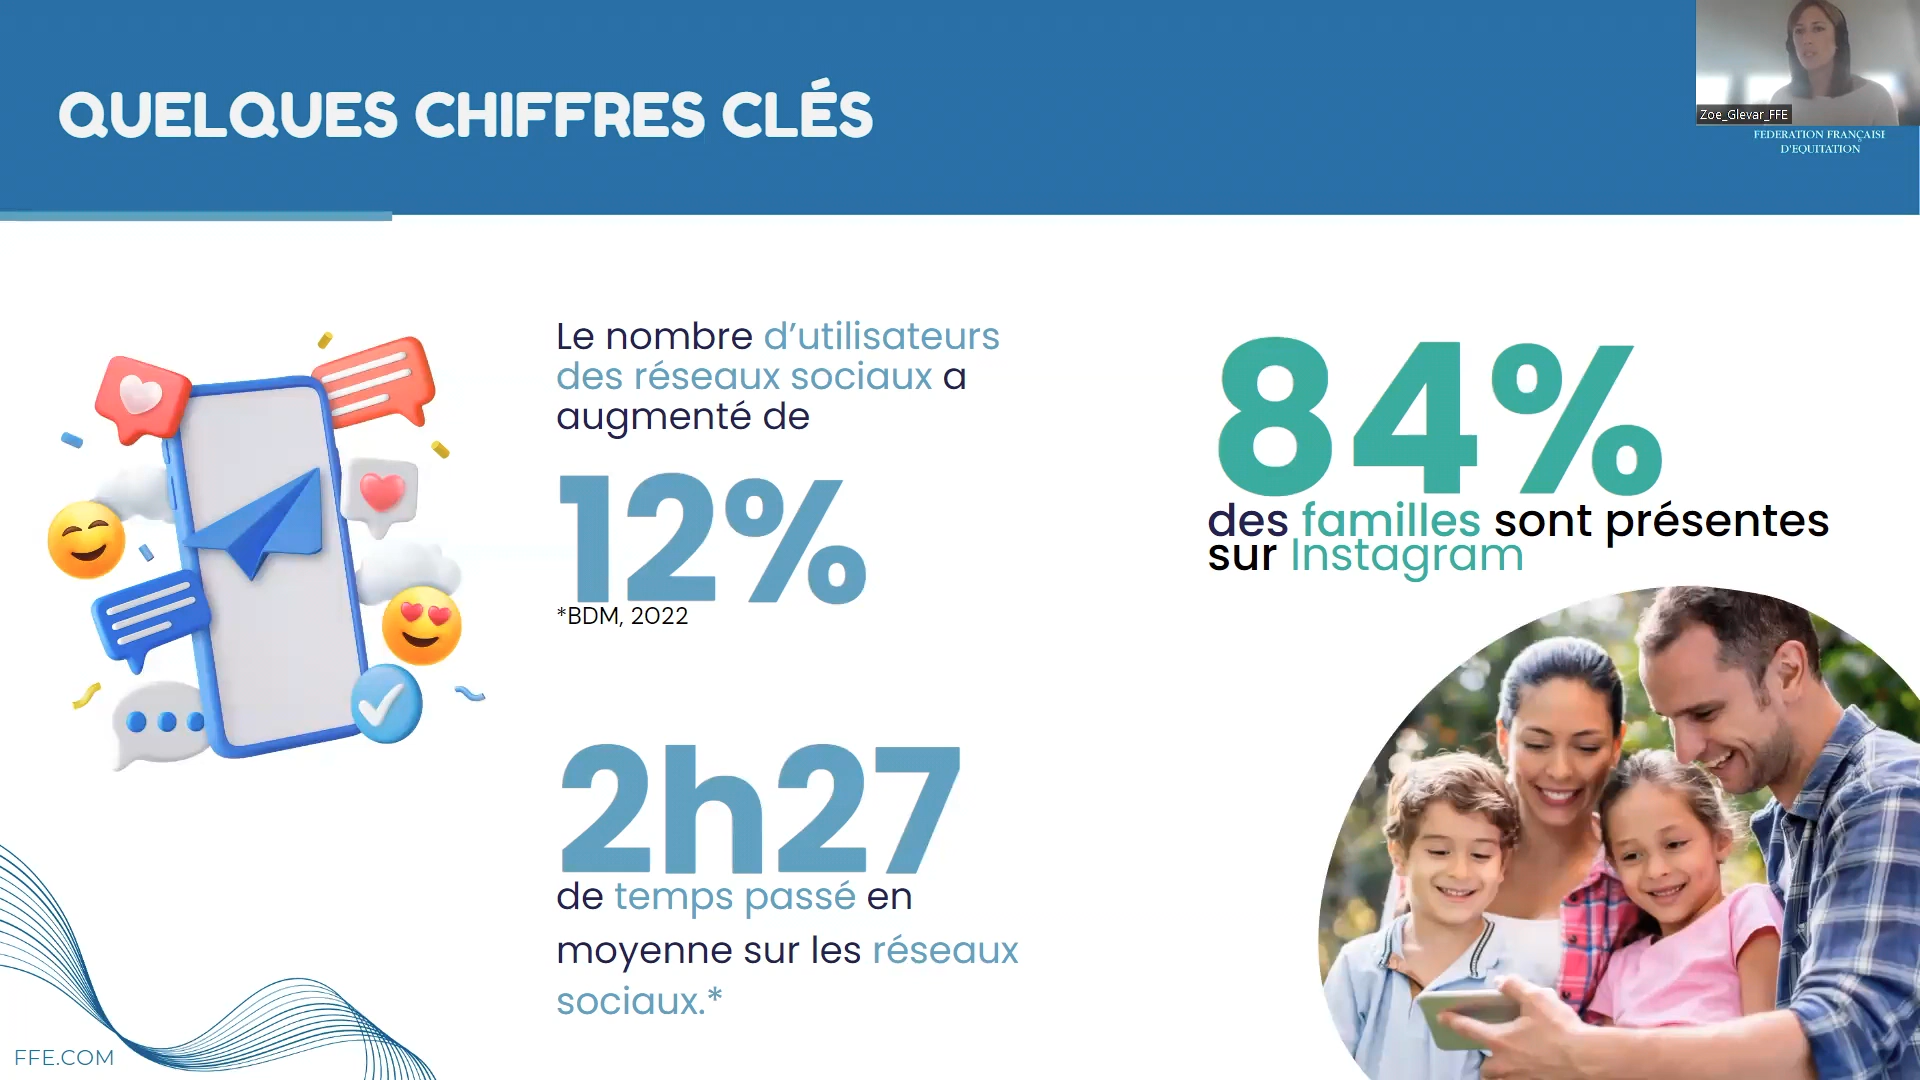 QUELQUES CHIFFRES CLÉS
Zoe_Glevar_FFE
FEDERATION FRANÇAISE
D'EQUITATION
Le nombre d’utilisateurs
des réseaux sociaux a
augmenté de
12%
*BDM, 2022
2h27
de temps passé en
moyenne sur les réseaux
sociaux.*
84%
des familles sont présentes
sur Instagram
FFE.COM